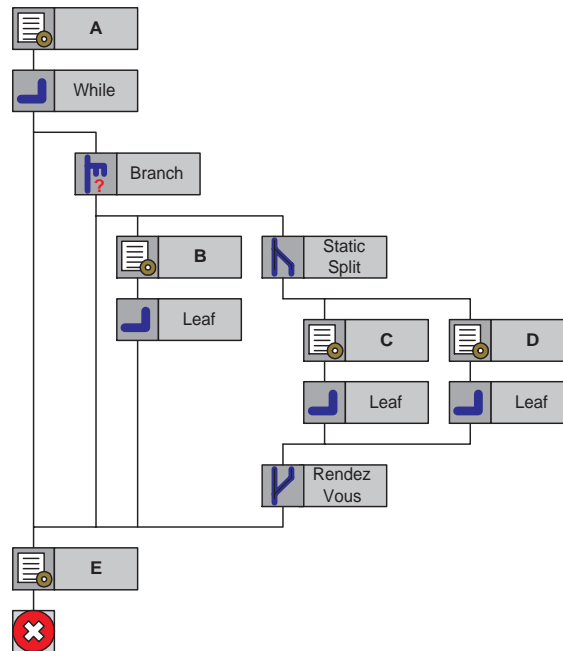 A
While
Branch
?
B
Static
Split
Leaf
C
D
Leaf
Leaf
Rendez
Vous
E